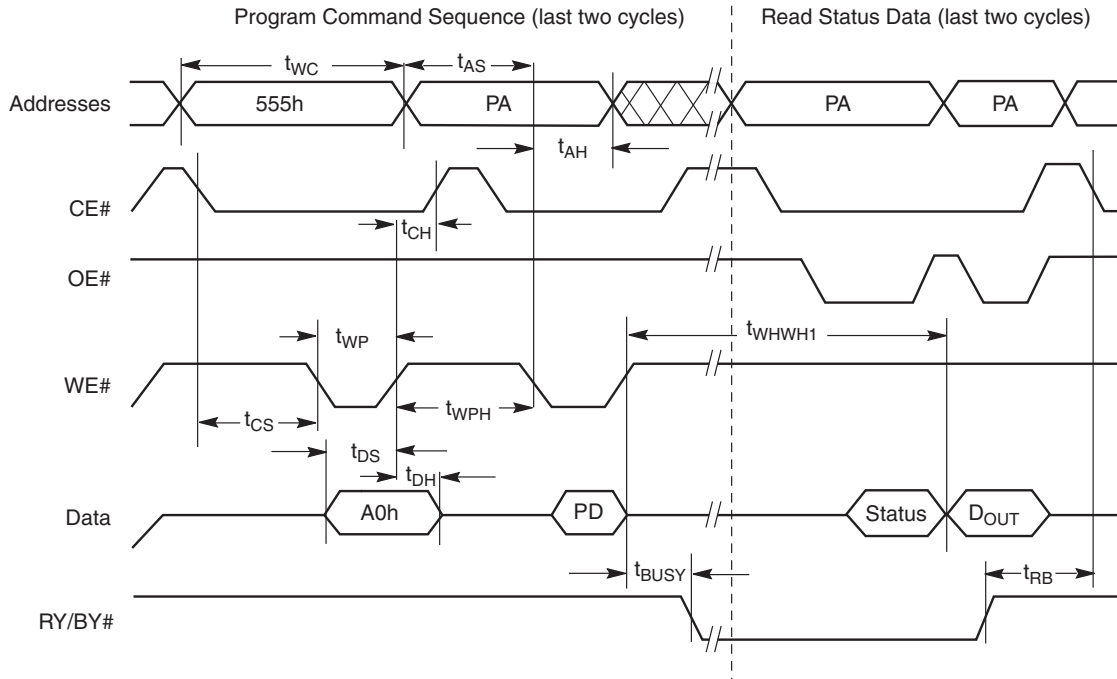 Program Command Sequence (last two cycles) Read Status Data (last two cycles)
tWC tAS
Addresses 555h PA PA PA
tAH
CE#
tCH
OE#
tWP tWHWH1
WE#
tCS tWPH
tDS
tDH
Data A0h PD Status DOUT
tBUSY tRB
RY/BY#